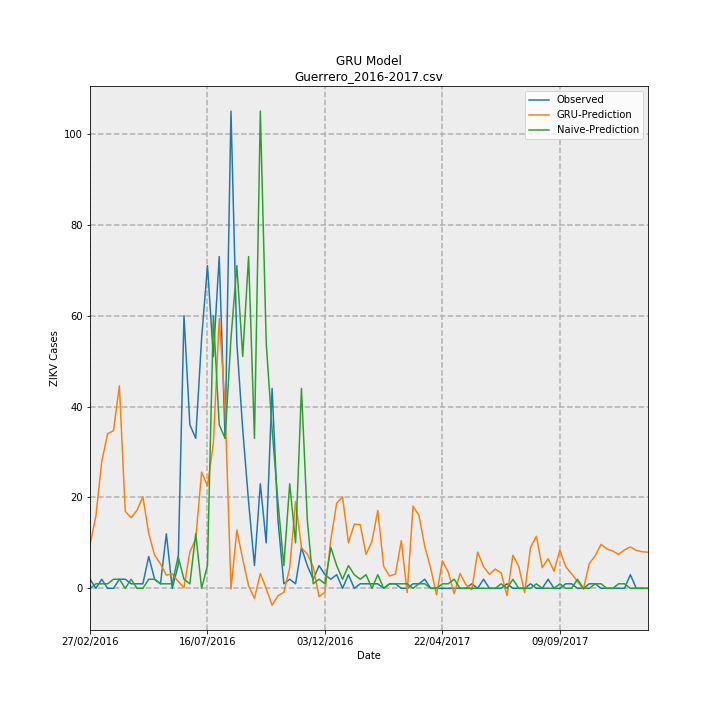 GRU Model
Guerrero_2016-2017.csv
Observed
GRU-Prediction
Naive-Prediction
100
80
60
40
20
0
ZIKV Cases
27/02/2016
16/07/2016
03/12/2016
22/04/2017
09/09/2017
Date